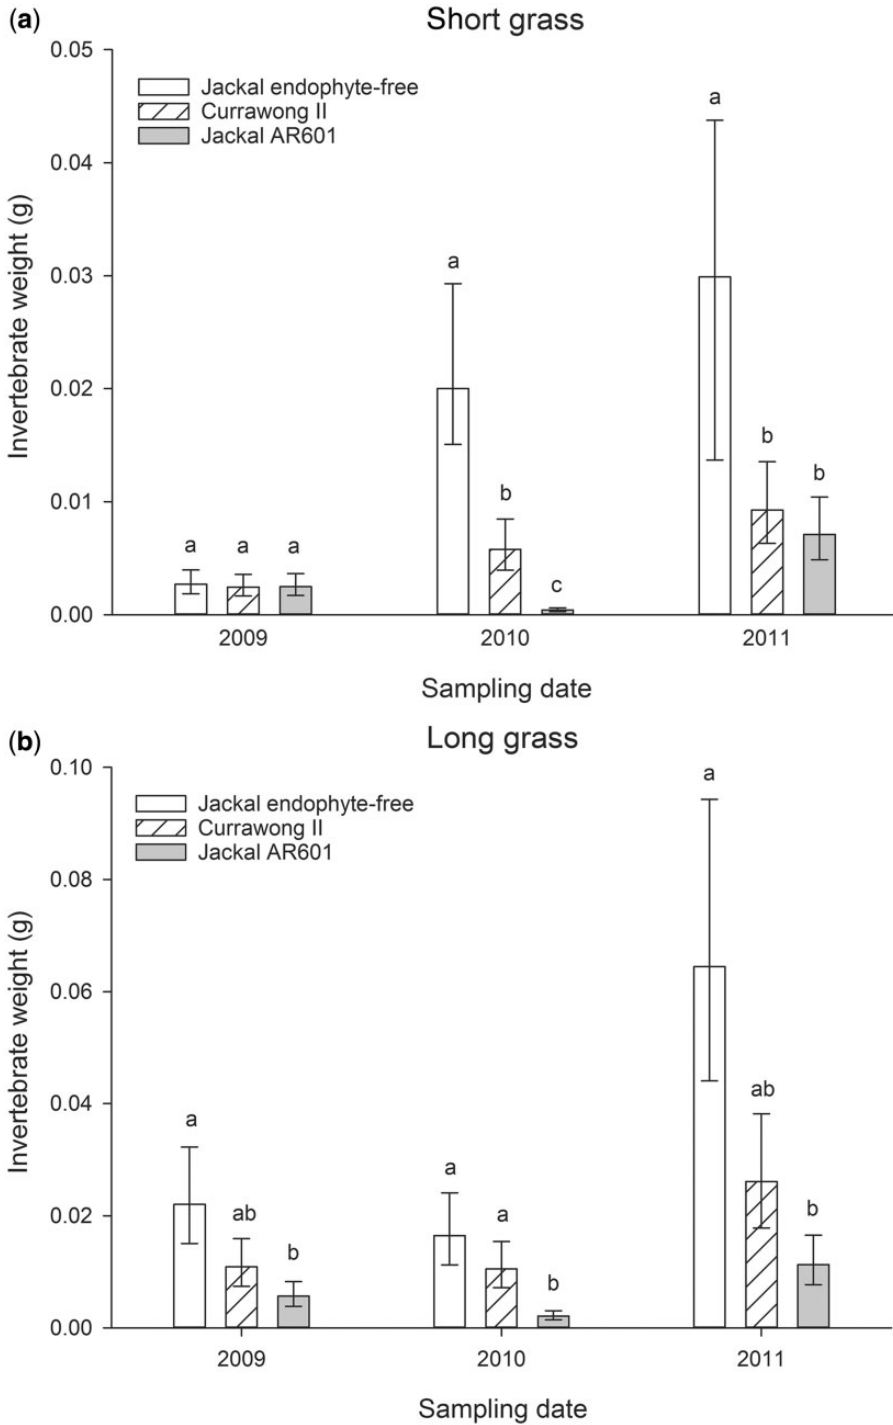 (a)
Short grass
0.05
0.04
0.03
0.02
0.01
0.00
Invertebrate weight (g)
Jackal endophyte-free
Currawong II
Jackal AR601
a a a
a b c
a b b
2009 2010 2011
Sampling date
(b)
Long grass
0.10
0.08
0.06
0.04
0.02
0.00
Invertebrate weight (g)
Jackal endophyte-free
Currawong II
Jackal AR601
a ab b
a a b
a ab b
2009 2010 2011
Sampling date